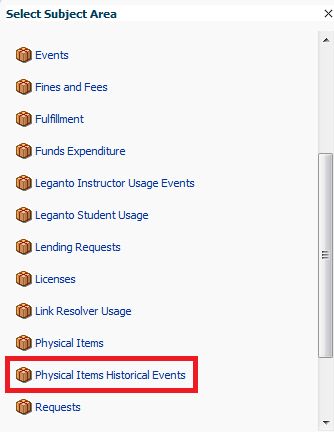 Select Subject Area
Events
Fines and Fees
Fulfillment
Funds Expenditure
Leganto Instructor Usage Events
Leganto Student Usage
Lending Requests
Licenses
Link Resolver Usage
Physical Items
Physical Items Historical Events
Requests